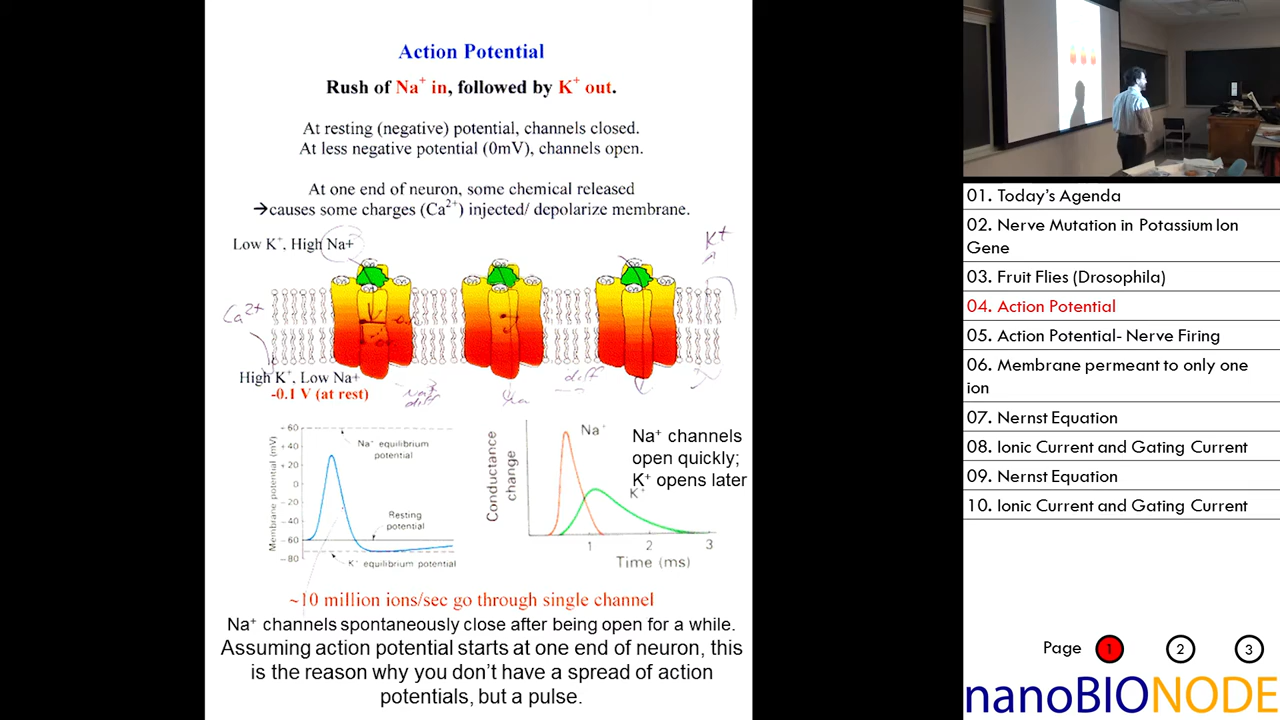 Action Potential
Rush of Na+ in, followed by K+ out.
At resting (negative) potential, channels closed.
At less negative potential (0mV), channels open.
At one end of neuron, some chemical released
→causes some charges (Ca2+) injected/ depolarize membrane.
Low K+, High Na+
K+
Ca2+
High K+, Low Na+
-0.1 V (at rest)
Na+
diff
diff
Membrane potential (mV)
+60
+40
+20
0
-20
-40
-60
-80
Na+ equilibrium
potential
Resting
potential
K+ equilibrium potential
Conductance
change
Na+
K+
1
2
3
Time (ms)
Na+ channels
open quickly;
K+ opens later
~10 million ions/sec go through single channel
Na+ channels spontaneously close after being open for a while.
Assuming action potential starts at one end of neuron, this
is the reason why you don't have a spread of action
potentials, but a pulse.
01. Today's Agenda
02. Nerve Mutation in Potassium Ion
Gene
03. Fruit Flies (Drosophila)
04. Action Potential
05. Action Potential- Nerve Firing
06. Membrane permeant to only one
ion
07. Nernst Equation
08. Ionic Current and Gating Current
09. Nernst Equation
10. Ionic Current and Gating Current
Page 1 2 3
nanoBIONODE